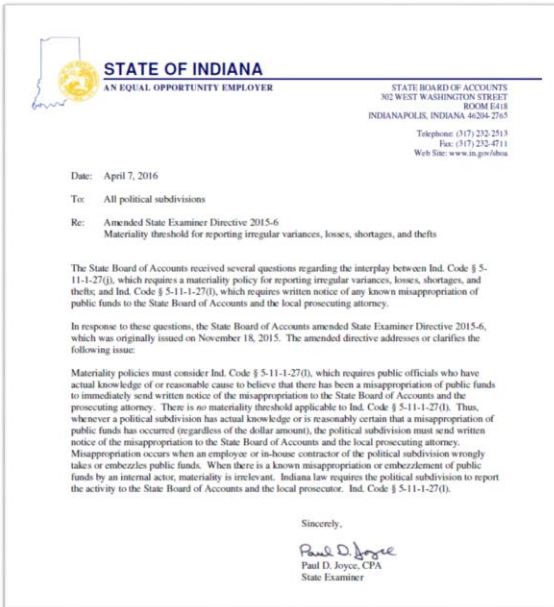 STATE OF INDIANA
AN EQUAL OPPORTUNITY EMPLOYER
STATE BOARD OF ACCOUNTS
302 WEST WASHINGTON STREET
ROOM E418
INDIANAPOLIS, INDIANA 46204-2765
Telephone: (317) 232-2513
Fax: (317) 232-4711
Web Site: www.in.gov/sboa
Date: April 7, 2016
To: All political subdivisions
Re: Amended State Examiner Directive 2015-6
Materiality threshold for reporting irregular variances, losses, shortages, and thefts
The State Board of Accounts received several questions regarding the interplay between Ind. Code § 5-
11-1-27(j), which requires a materiality policy for reporting irregular variances, losses, shortages, and
thefts; and Ind. Code § 5-11-1-27(l), which requires written notice of any known misappropriation of
public funds to the State Board of Accounts and the local prosecuting attorney.
In response to these questions, the State Board of Accounts amended State Examiner Directive 2015-6,
which was originally issued on November 18, 2015. The amended directive addresses or clarifies the
following issue:
Materiality policies must consider Ind. Code § 5-11-1-27(l), which requires public officials who have
actual knowledge of or reasonable cause to believe that there has been a misappropriation of public funds
to immediately send written notice of the misappropriation to the State Board of Accounts and the
prosecuting attorney. There is no materiality threshold applicable to Ind. Code § 5-11-1-27(l). Thus,
whenever a political subdivision has actual knowledge or is reasonably certain that a misappropriation of
public funds has occurred (regardless of the dollar amount), the political subdivision must send written
notice of the misappropriation to the State Board of Accounts and the local prosecuting attorney.
Misappropriation occurs when an employee or in-house contractor of the political subdivision wrongly
takes or embezzles public funds. When there is a known misappropriation or embezzlement of public
funds by an internal actor, materiality is irrelevant. Indiana law requires the political subdivision to report
the activity to the State Board of Accounts and the local prosecutor. Ind. Code § 5-11-1-27(l).
Sincerely,
Paul D. Joyce
Paul D. Joyce, CPA
State Examiner